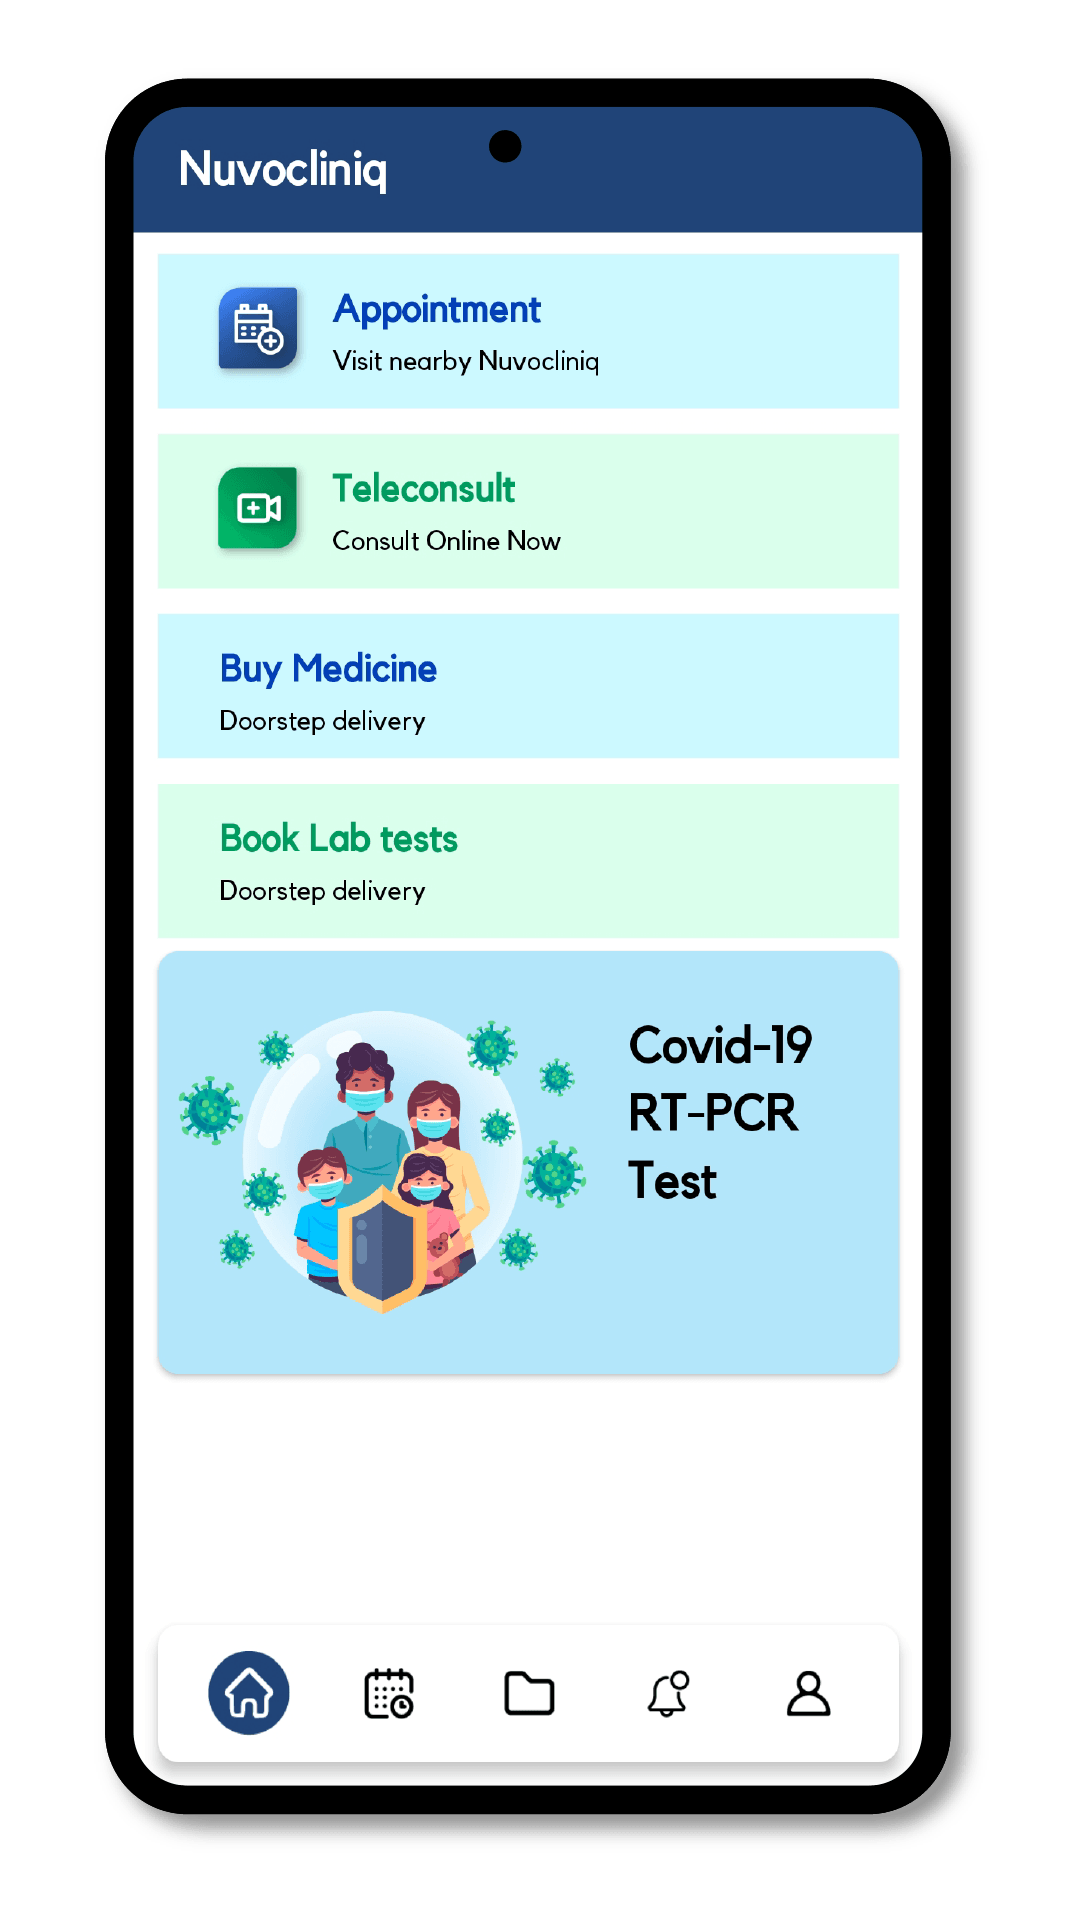 Nuvocliniq
Appointment
Visit nearby Nuvocliniq
Teleconsult
Consult Online Now
Buy Medicine
Doorstep delivery
Book Lab tests
Doorstep delivery
Covid-19
RT-PCR
Test